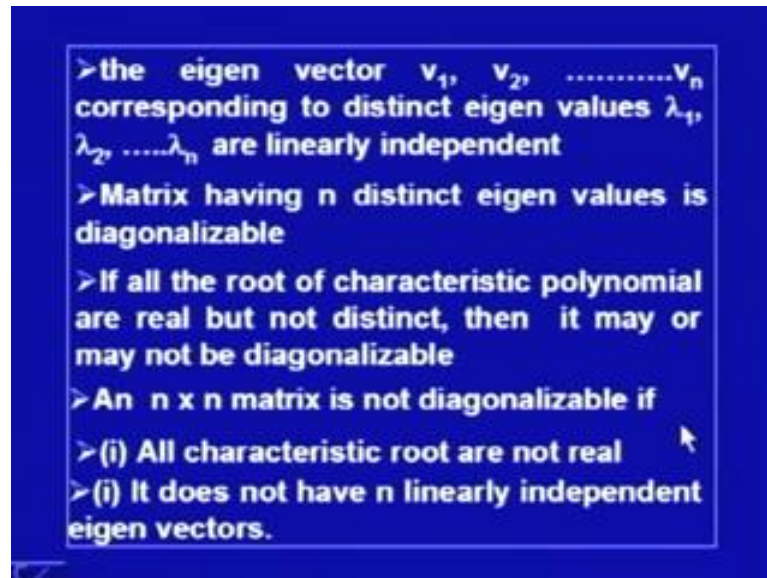 ➢the eigen vector v₁, v₂, ...........vₙ
corresponding to distinct eigen values λ₁,
λ₂, .....λₙ are linearly independent
➢Matrix having n distinct eigen values is
diagonalizable
➢If all the root of characteristic polynomial
are real but not distinct, then it may or
may not be diagonalizable
➢An n x n matrix is not diagonalizable if
➢(i) All characteristic root are not real
➢(i) It does not have n linearly independent
eigen vectors.